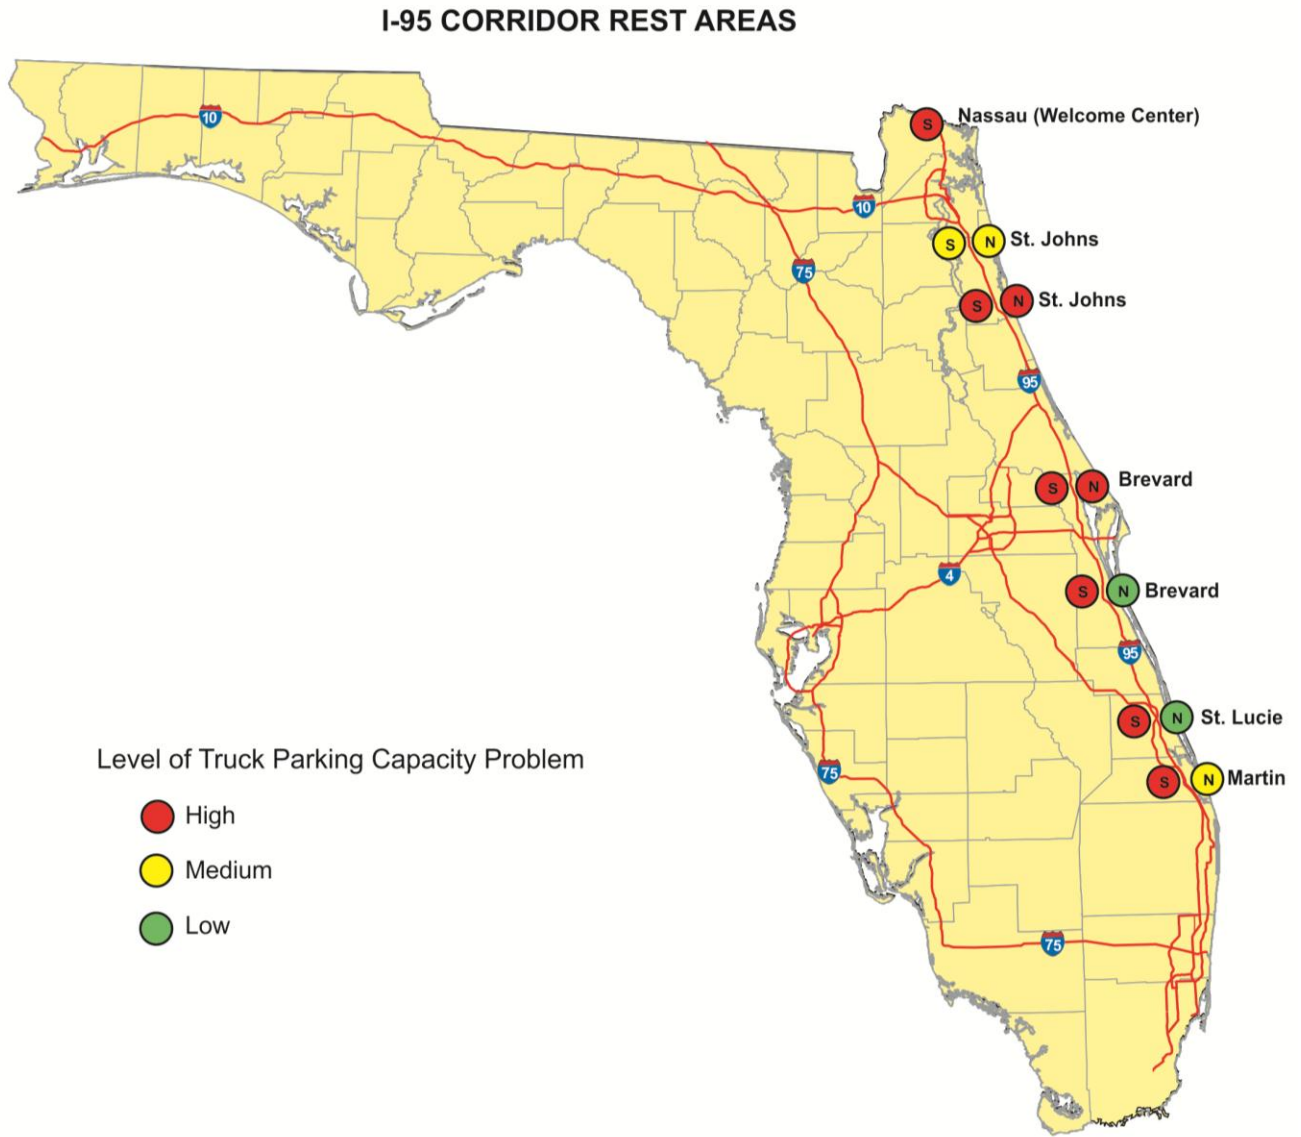 I-95 CORRIDOR REST AREAS
S Nassau (Welcome Center)
10
10
S N St. Johns
75
S N St. Johns
95
S N Brevard
4
S N Brevard
95
S N St. Lucie
Level of Truck Parking Capacity Problem
75
S N Martin
High
Medium
Low
75